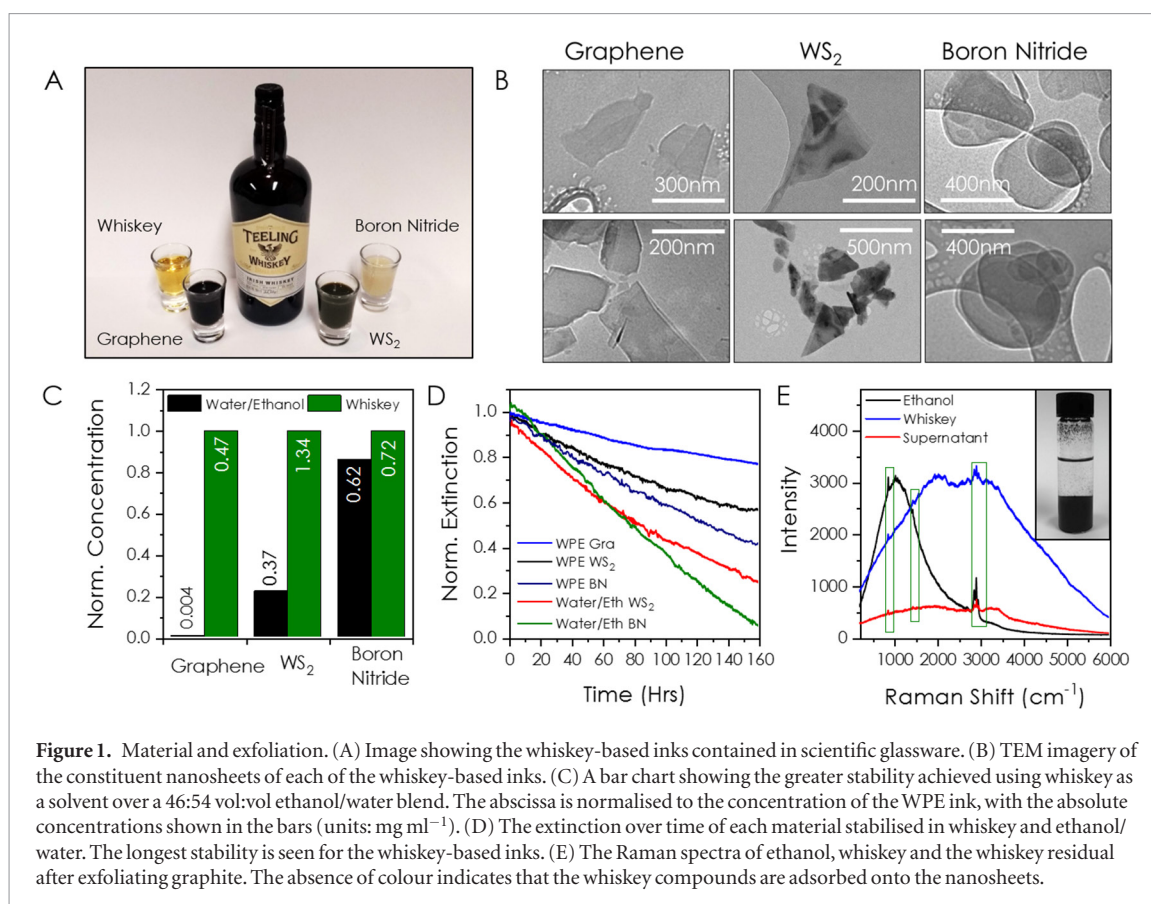 A
Whiskey
Boron Nitride
TEELING
WHISKEY
IRISH WHISKEY
Graphene
WS₂
B
Graphene
WS₂
Boron Nitride
300nm
200nm
400nm
200nm
500nm
400nm
C
Norm. Concentration
1.2
1.0
0.8
0.6
0.4
0.2
0.0
Water/Ethanol
Whiskey
0.004
0.47
0.37
1.34
0.62
0.72
Graphene
WS₂
Boron
Nitride
D
Norm. Extinction
1.0
0.8
0.6
0.4
0.2
0.0
WPE Gra
WPE WS₂
WPE BN
Water/Eth WS₂
Water/Eth BN
0 20 40 60 80 100 120 140 160
Time (Hrs)
E
Intensity
4000
3000
2000
1000
0
Ethanol
Whiskey
Supernatant
1000 2000 3000 4000 5000 6000
Raman Shift (cm⁻¹)
Figure 1. Material and exfoliation. (A) Image showing the whiskey-based inks contained in scientific glassware. (B) TEM imagery of
the constituent nanosheets of each of the whiskey-based inks. (C) A bar chart showing the greater stability achieved using whiskey as
a solvent over a 46:54 vol:vol ethanol/water blend. The abscissa is normalised to the concentration of the WPE ink, with the absolute
concentrations shown in the bars (units: mg ml⁻¹). (D) The extinction over time of each material stabilised in whiskey and ethanol/
water. The longest stability is seen for the whiskey-based inks. (E) The Raman spectra of ethanol, whiskey and the whiskey residual
after exfoliating graphite. The absence of colour indicates that the whiskey compounds are adsorbed onto the nanosheets.